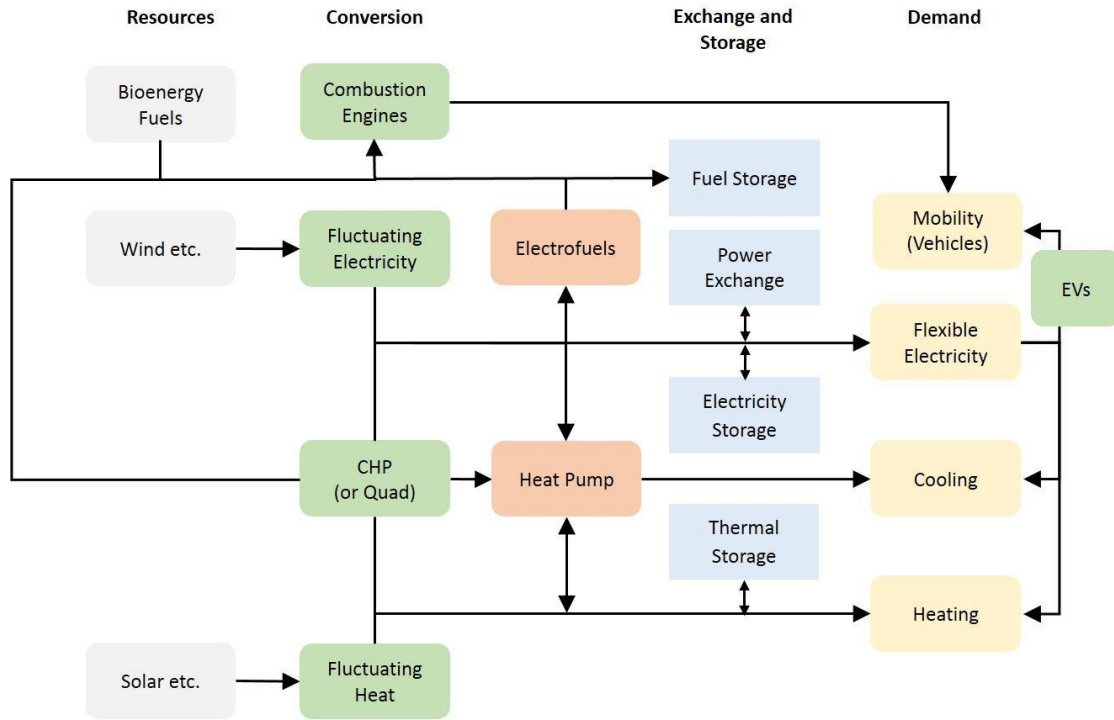 Resources
Conversion
Exchange and
Storage
Demand
Bioenergy
Fuels
Combustion
Engines
Fuel Storage
Wind etc.
Fluctuating
Electricity
Electrofuels
Power
Exchange
Mobility
(Vehicles)
EVs
Flexible
Electricity
Electricity
Storage
CHP
(or Quad)
Heat Pump
Cooling
Thermal
Storage
Heating
Solar etc.
Fluctuating
Heat